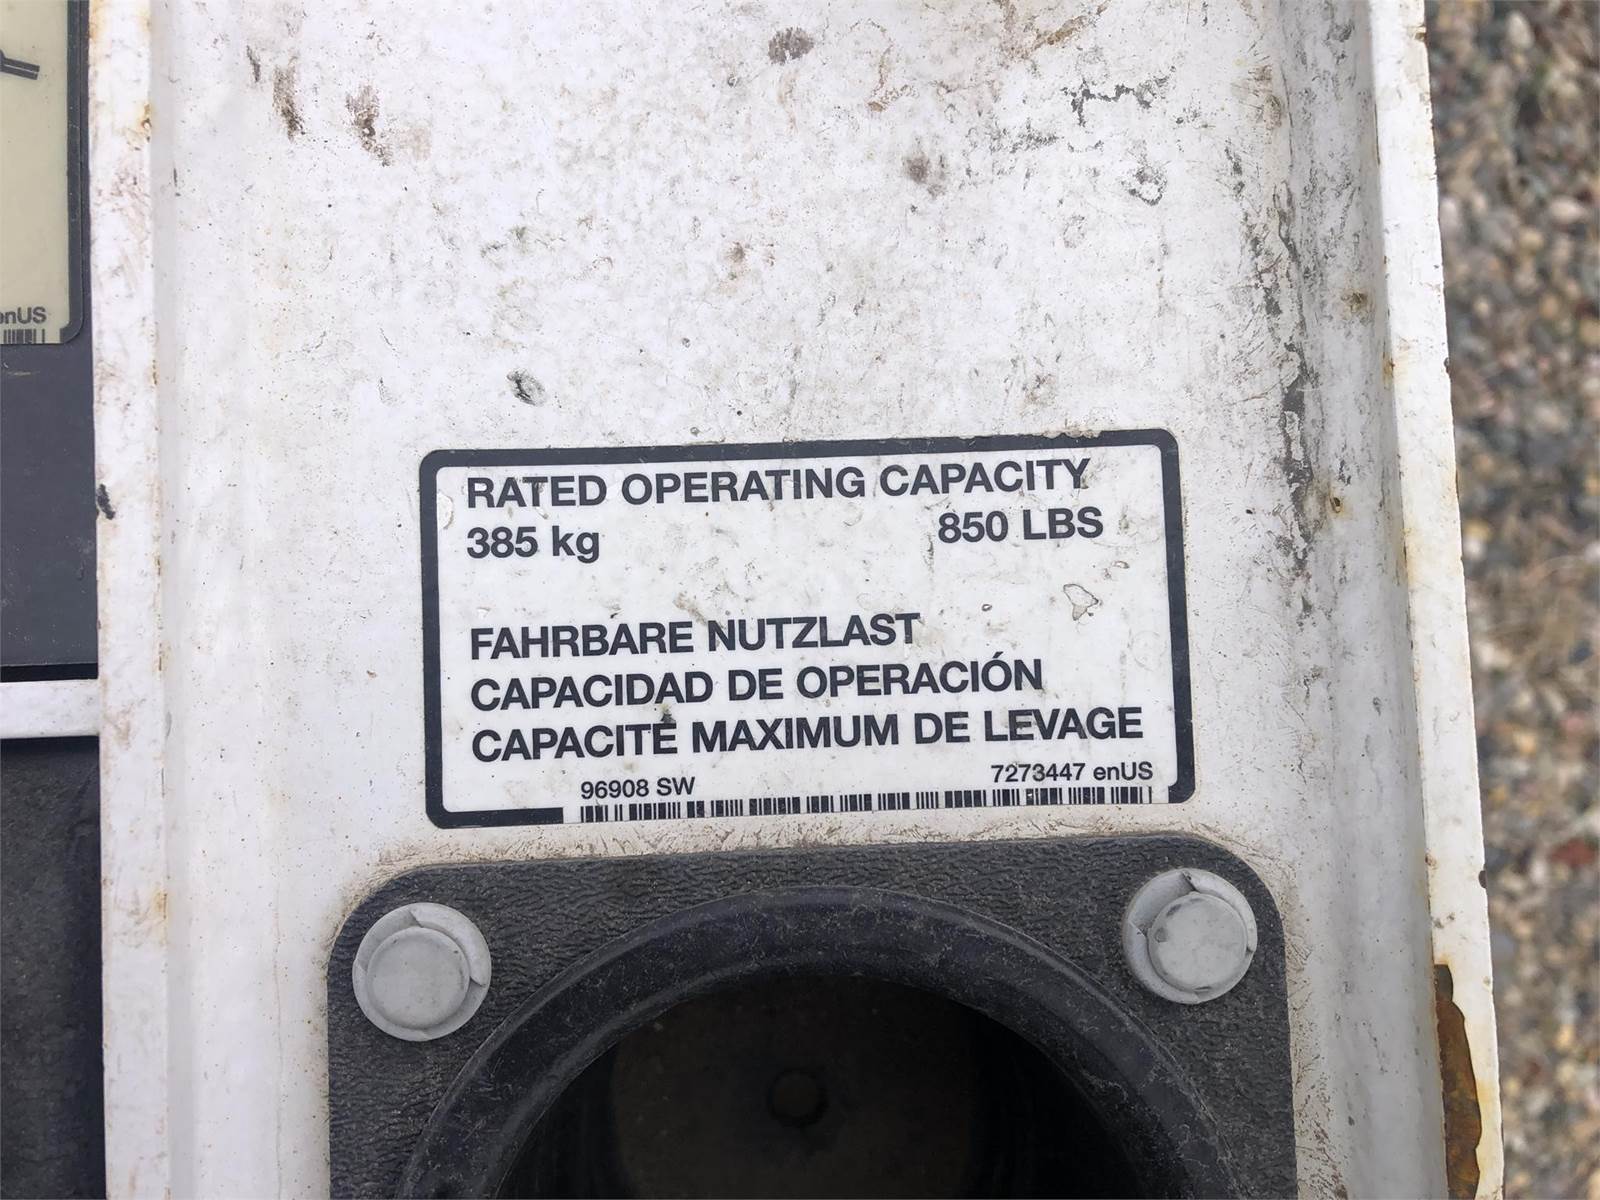 enUS
RATED OPERATING CAPACITY
385 kg 850 LBS
FAHRBARE NUTZLAST
CAPACIDAD DE OPERACIÓN
CAPACITÉ MAXIMUM DE LEVAGE
96908 SW 7273447 enUS